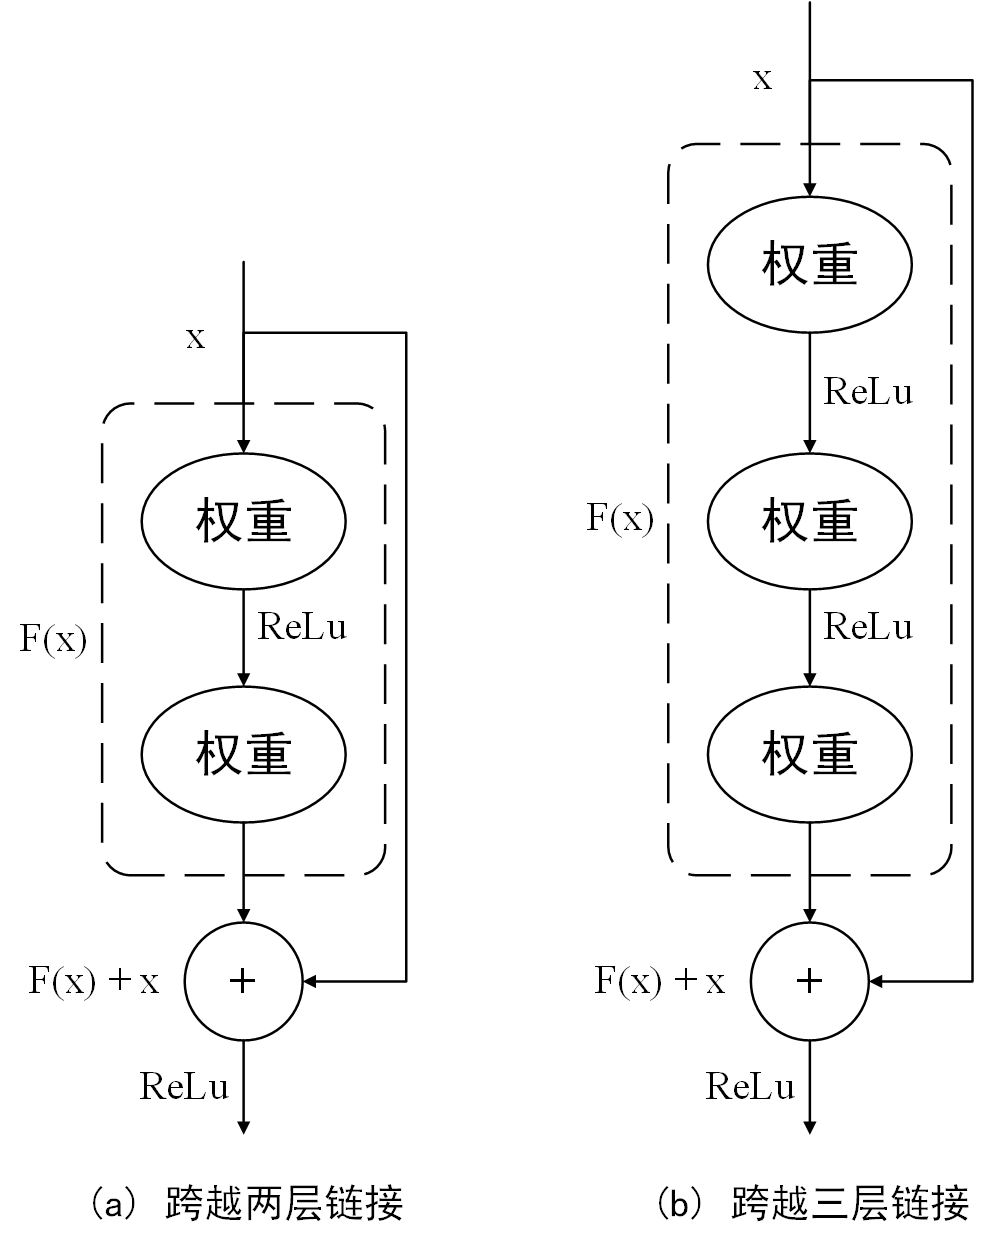 x
权重
ReLu
F(x)
权重
F(x) + x
+
ReLu
(a) 跨越两层链接
x
权重
ReLu
权重
F(x)
ReLu
权重
F(x) + x
+
ReLu
(b) 跨越三层链接